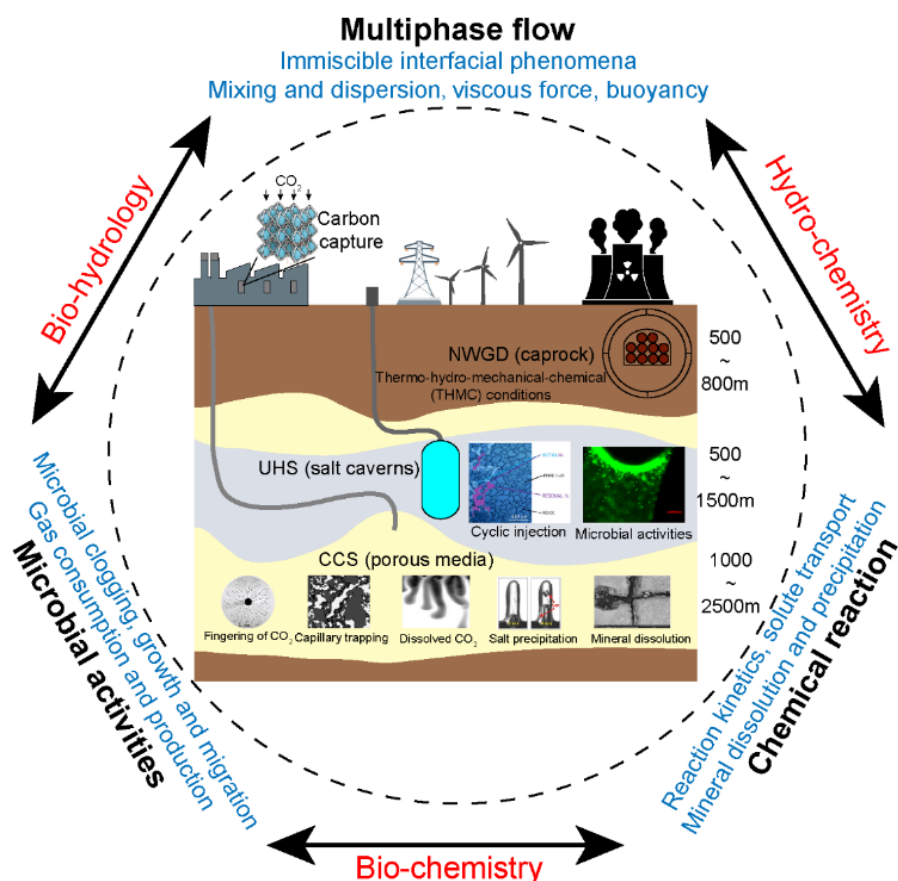 Multiphase flow
Immiscible interfacial phenomena
Mixing and dispersion, viscous force, buoyancy
Bio-hydrology
Hydro-chemistry
CO2
Carbon
capture
NWGD (caprock)
Thermo-hydro-mechanical-chemical
(THMC) conditions
500
~
800m
UHS (salt caverns)
Cyclic injection
Microbial activities
500
~
1500m
CCS (porous media)
1000
~
2500m
Fingering of CO2
Capillary trapping
Dissolved CO2
Salt precipitation
Mineral dissolution
Microbial clogging, growth and migration
Gas consumption and production
Microbial activities
Reaction kinetics, solute transport
Mineral dissolution and precipitation
Chemical reaction
Bio-chemistry